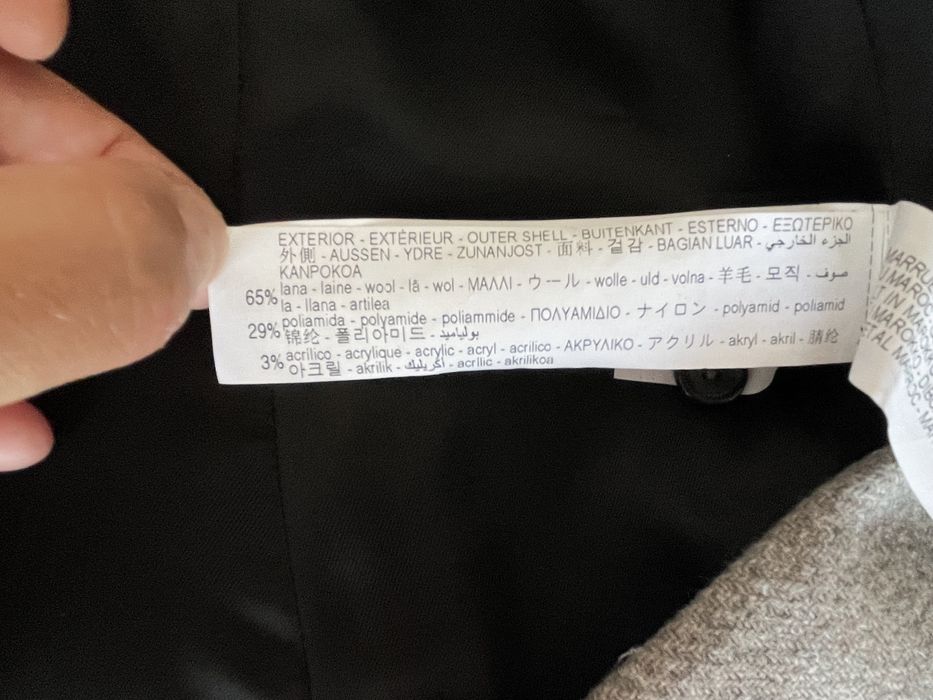 EXTERIOR - EXTÉRIEUR - OUTER SHELL - BUITENKANT - ESTERNO - ΕΞΩΤΕΡΙΚΟ
外側 - AUSSEN - YDRE - ZUNANJOST - 面料 - 겉감 - BAGIAN LUAR - الجزء الخارجي
KANPOKOA
65% lana - laine - wool - lã - wol - ΜΑΛΛΙ - ウール - wolle - uld - volna - 羊毛 - 모직 - صوف -
la - llana - artilea
29% poliamida - polyamide - poliammide - ΠΟΛΥΑΜΙΔΙΟ - ナイロン - polyamid - poliamid
锦纶 - 폴리아미드 - بولياميد
3% acrilico - acrylique - acrylic - acryl - acrilico - ΑΚΡΥΛΙΚΟ - アクリル - akryl - akril - 腈纶
아크릴 - akrilik - أكريليك - acrílic - akrilikoa
MAROC
IN